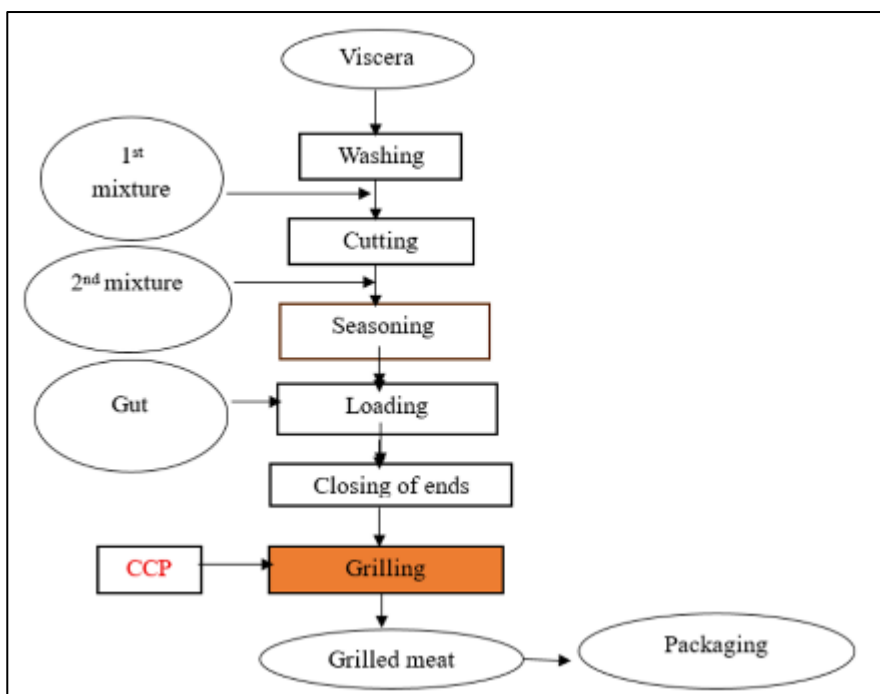 Viscera
Washing
1st
mixture
Cutting
2nd mixture
Seasoning
Gut
Loading
Closing of ends
CCP
Grilling
Grilled meat
Packaging